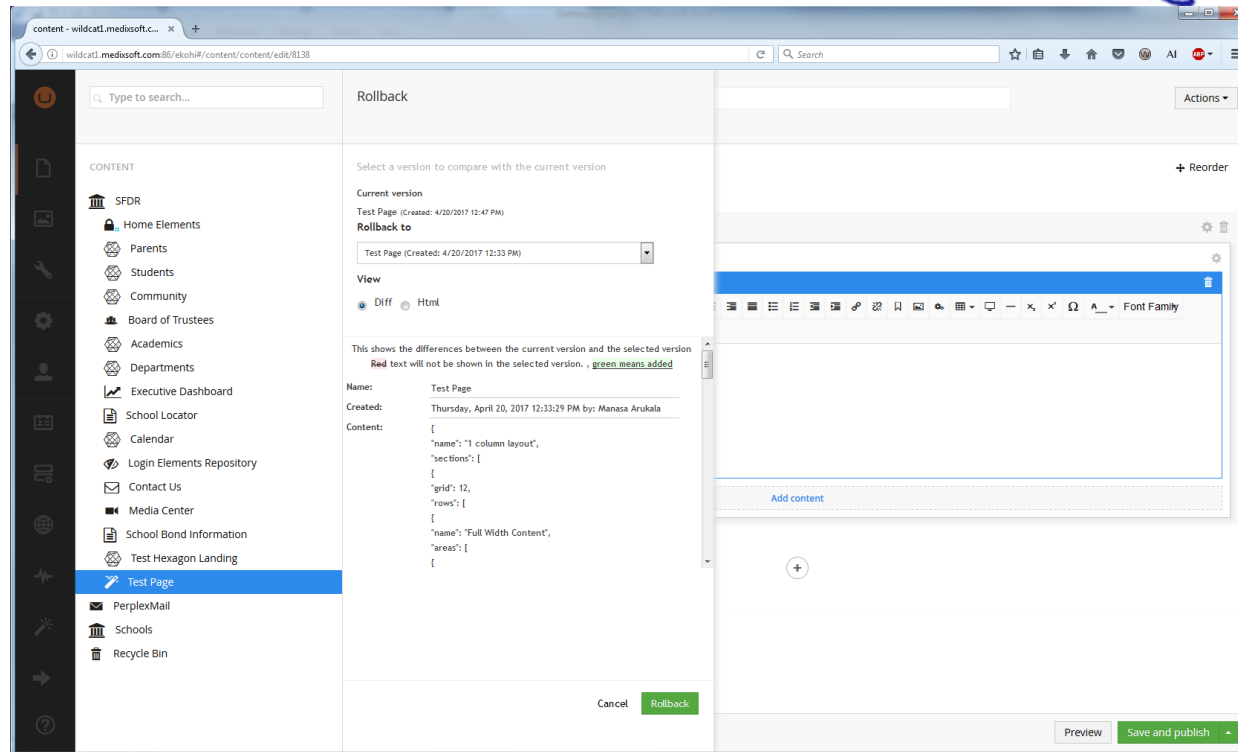 content - wildcat1.medixsoft.c...
wildcat1.medixsoft.com:86/ekohi#/content/content/edit/8138
Search
ABP
Type to search...
Rollback
Actions
CONTENT
Select a version to compare with the current version
Reorder
SFDR
Home Elements
Parents
Students
Community
Board of Trustees
Academics
Departments
Executive Dashboard
School Locator
Calendar
Login Elements Repository
Contact Us
Media Center
School Bond Information
Test Hexagon Landing
Test Page
PerplexMail
Schools
Recycle Bin
Current version
Test Page (Created: 4/20/2017 12:47 PM)
Rollback to
Test Page (Created: 4/20/2017 12:33 PM)
View
Diff Html
This shows the differences between the current version and the selected version
Red text will not be shown in the selected version. , green means added
Name: Test Page
Created: Thursday, April 20, 2017 12:33:29 PM by: Manasa Arukala
Content: {
"name": "1 column layout",
"sections": [
{
"grid": 12,
"rows": [
{
"name": "Full Width Content",
"areas": [
{
Cancel Rollback
Font Family
Add content
Preview Save and publish